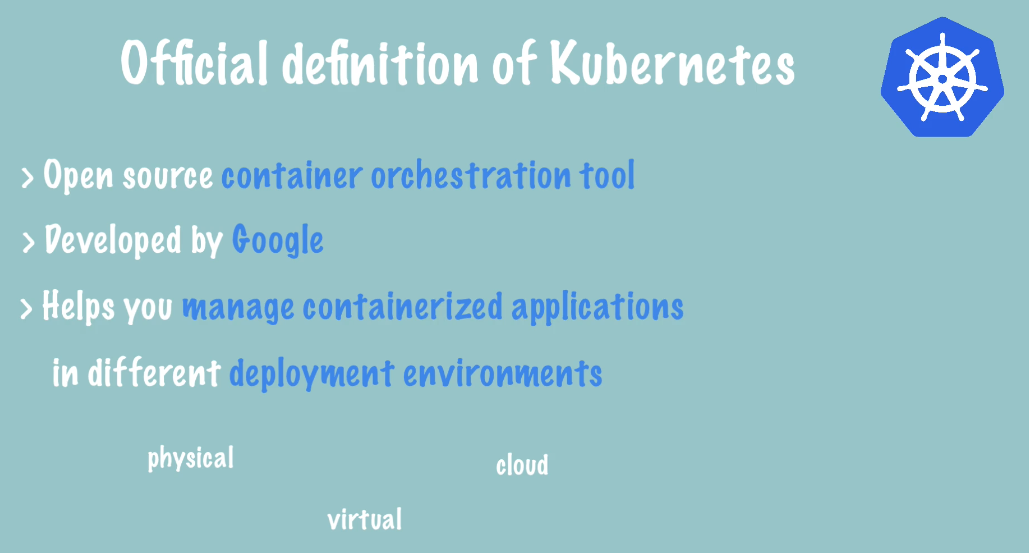 Official definition of Kubernetes
> Open source container orchestration tool
> Developed by Google
> Helps you manage containerized applications
in different deployment environments
physical
cloud
virtual